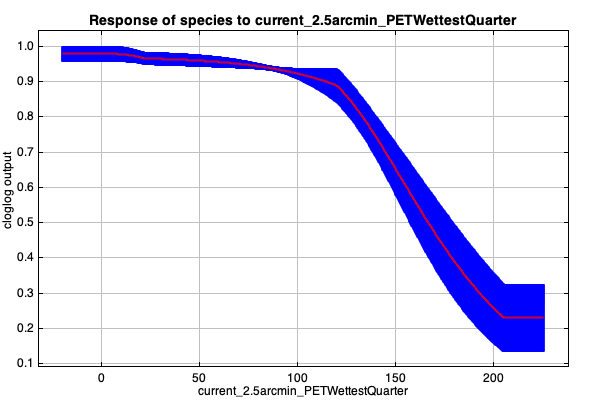 Response of species to current_2.5arcmin_PETWettestQuarter
1.0
0.9
0.8
0.7
0.6
0.5
0.4
0.3
0.2
0.1
cloglog output
0 50 100 150 200
current_2.5arcmin_PETWettestQuarter